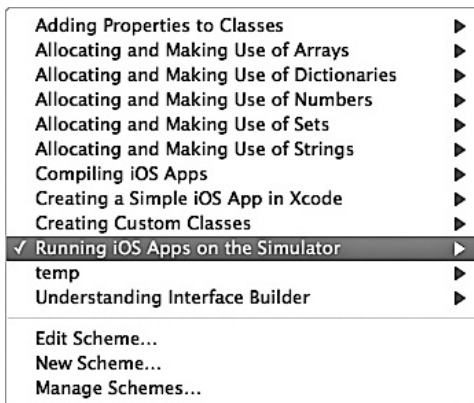 Adding Properties to Classes
Allocating and Making Use of Arrays
Allocating and Making Use of Dictionaries
Allocating and Making Use of Numbers
Allocating and Making Use of Sets
Allocating and Making Use of Strings
Compiling iOS Apps
Creating a Simple iOS App in Xcode
Creating Custom Classes
✓ Running iOS Apps on the Simulator
temp
Understanding Interface Builder
Edit Scheme...
New Scheme...
Manage Schemes...